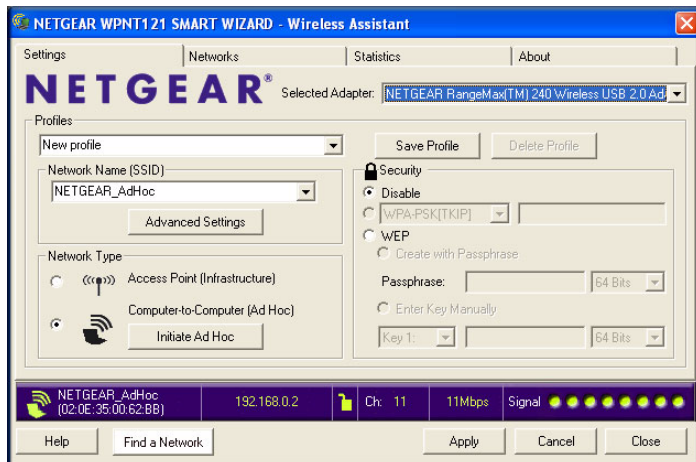 NETGEAR WPNT121 SMART WIZARD - Wireless Assistant
Settings Networks Statistics About
NETGEAR® Selected Adapter: NETGEAR RangeMax(TM) 240 Wireless USB 2.0 Ada
Profiles
New profile Save Profile Delete Profile
Network Name (SSID)
NETGEAR_AdHoc
Advanced Settings
Network Type
Access Point (Infrastructure)
Computer-to-Computer (Ad Hoc)
Initiate Ad Hoc
Security
Disable
WPA-PSK[TKIP]
WEP
Create with Passphrase
Passphrase: 64 Bits
Enter Key Manually
Key 1: 64 Bits
NETGEAR_AdHoc
(02:0E:35:00:62:BB) 192.168.0.2 Ch: 11 11Mbps Signal
Help Find a Network Apply Cancel Close